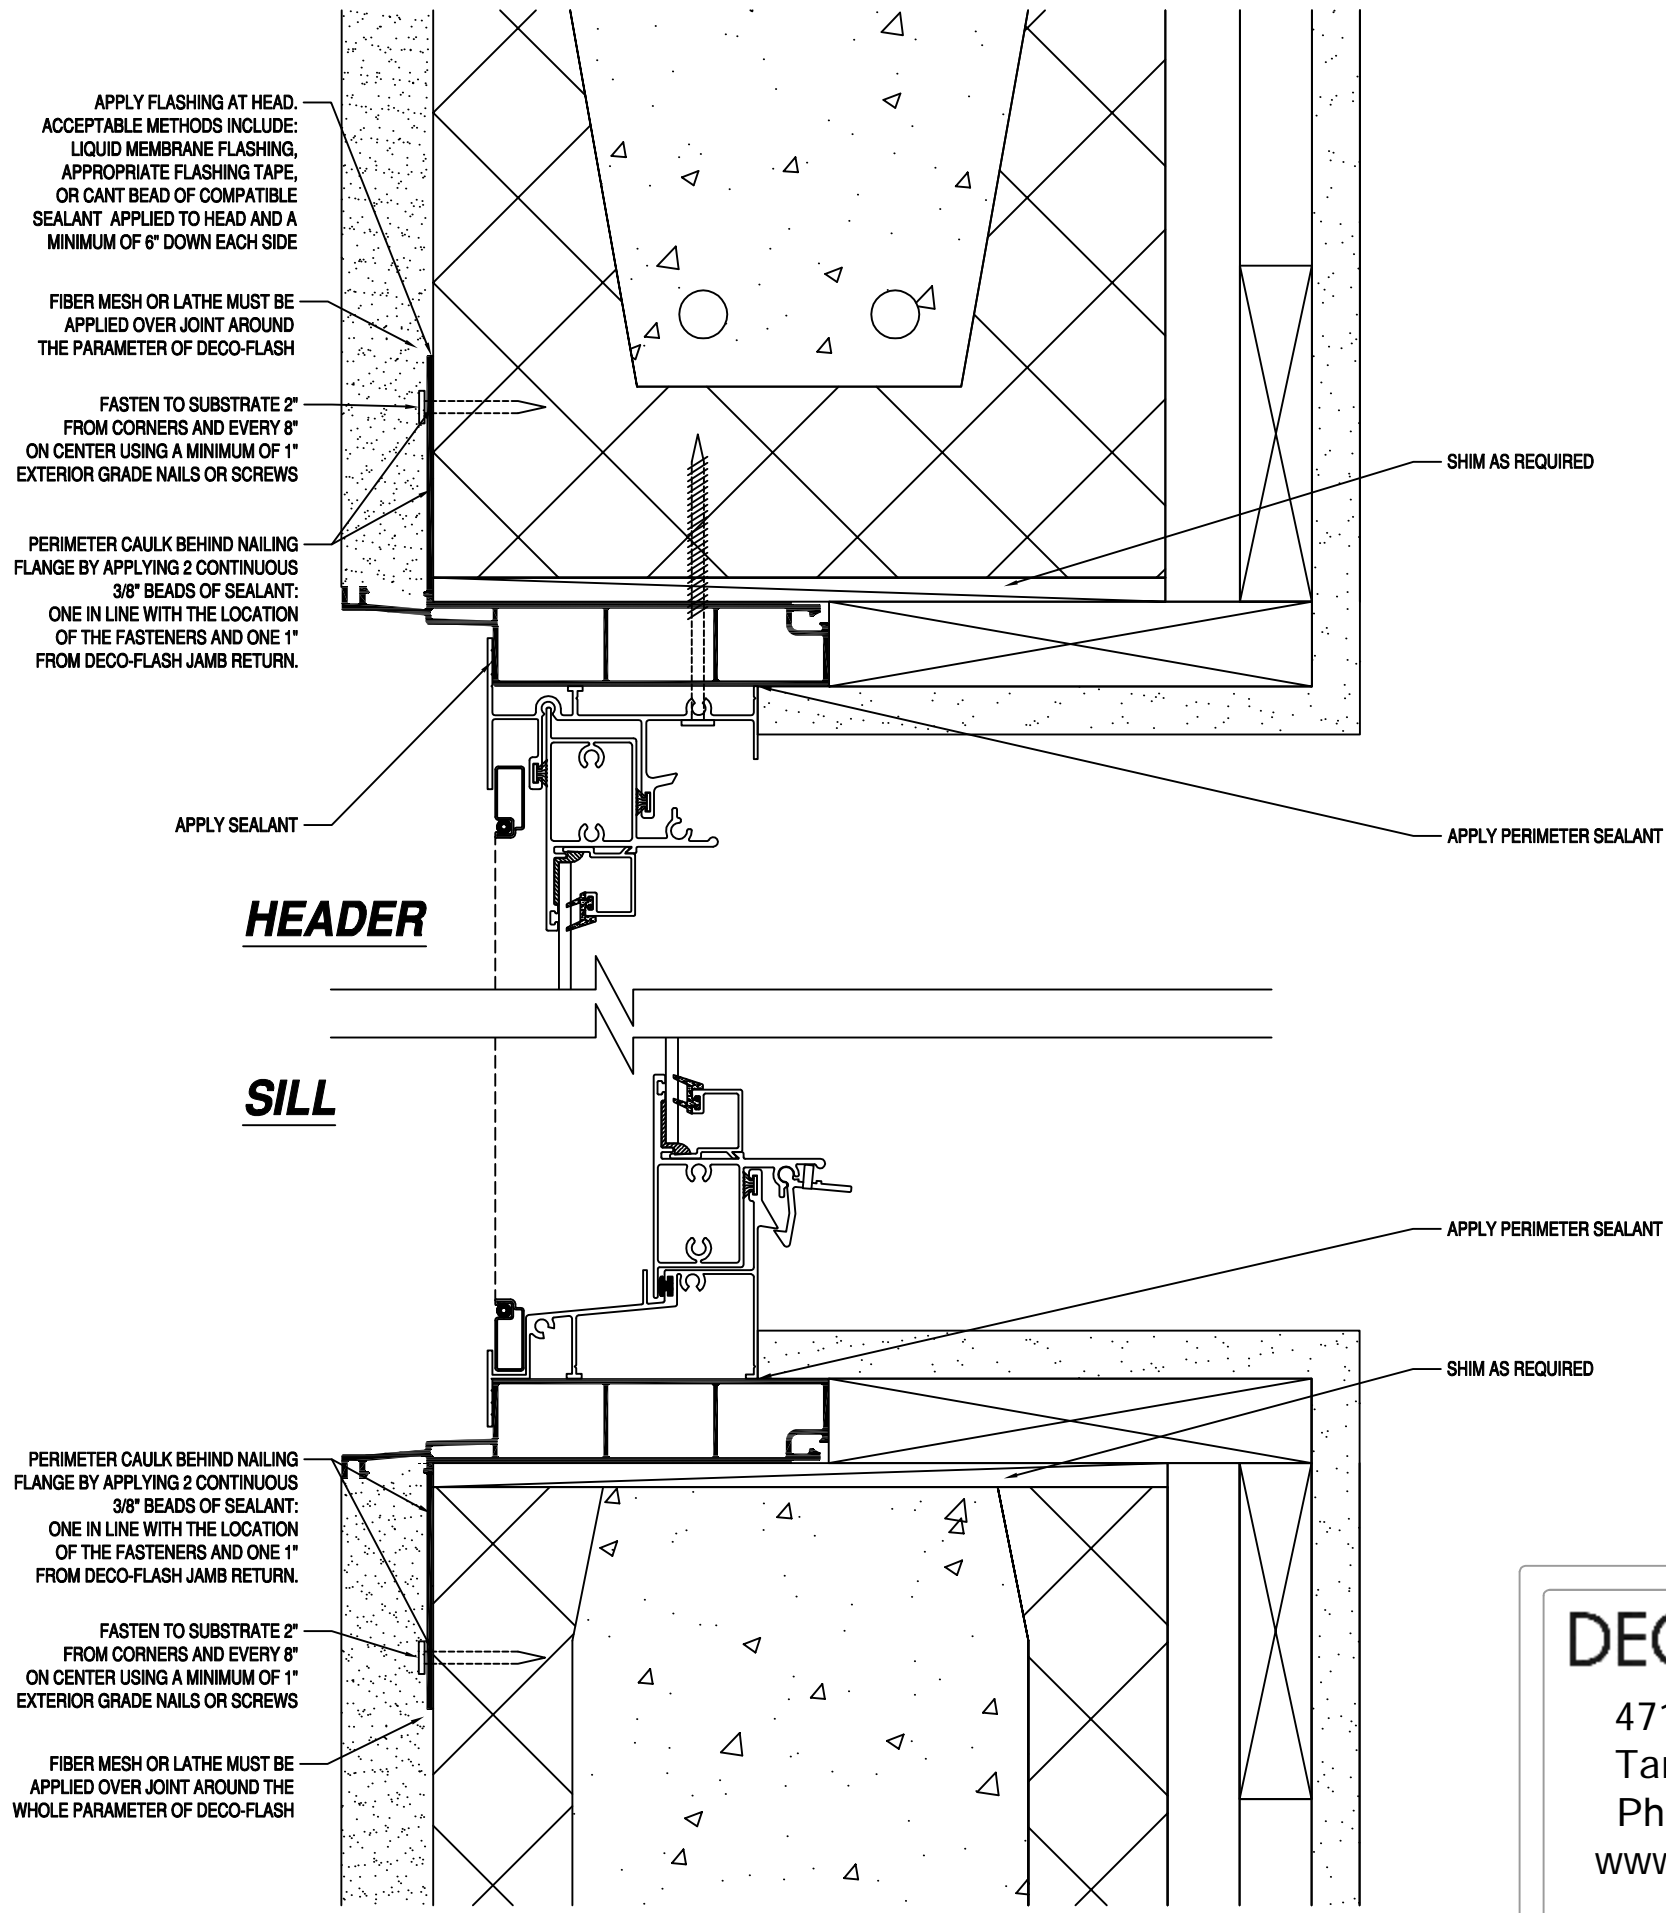 APPLY FLASHING AT HEAD.
ACCEPTABLE METHODS INCLUDE:
LIQUID MEMBRANE FLASHING,
APPROPRIATE FLASHING TAPE,
OR CANT BEAD OF COMPATIBLE
SEALANT APPLIED TO HEAD AND A
MINIMUM OF 6" DOWN EACH SIDE
FIBER MESH OR LATHE MUST BE
APPLIED OVER JOINT AROUND
THE PARAMETER OF DECO-FLASH
FASTEN TO SUBSTRATE 2"
FROM CORNERS AND EVERY 8"
ON CENTER USING A MINIMUM OF 1"
EXTERIOR GRADE NAILS OR SCREWS
SHIM AS REQUIRED
PERIMETER CAULK BEHIND NAILING
FLANGE BY APPLYING 2 CONTINUOUS
3/8" BEADS OF SEALANT:
ONE IN LINE WITH THE LOCATION
OF THE FASTENERS AND ONE 1"
FROM DECO-FLASH JAMB RETURN.
APPLY SEALANT
APPLY PERIMETER SEALANT
HEADER
SILL
APPLY PERIMETER SEALANT
SHIM AS REQUIRED
PERIMETER CAULK BEHIND NAILING
FLANGE BY APPLYING 2 CONTINUOUS
3/8" BEADS OF SEALANT:
ONE IN LINE WITH THE LOCATION
OF THE FASTENERS AND ONE 1"
FROM DECO-FLASH JAMB RETURN.
FASTEN TO SUBSTRATE 2"
FROM CORNERS AND EVERY 8"
ON CENTER USING A MINIMUM OF 1"
EXTERIOR GRADE NAILS OR SCREWS
FIBER MESH OR LATHE MUST BE
APPLIED OVER JOINT AROUND THE
WHOLE PARAMETER OF DECO-FLASH
Ph
www